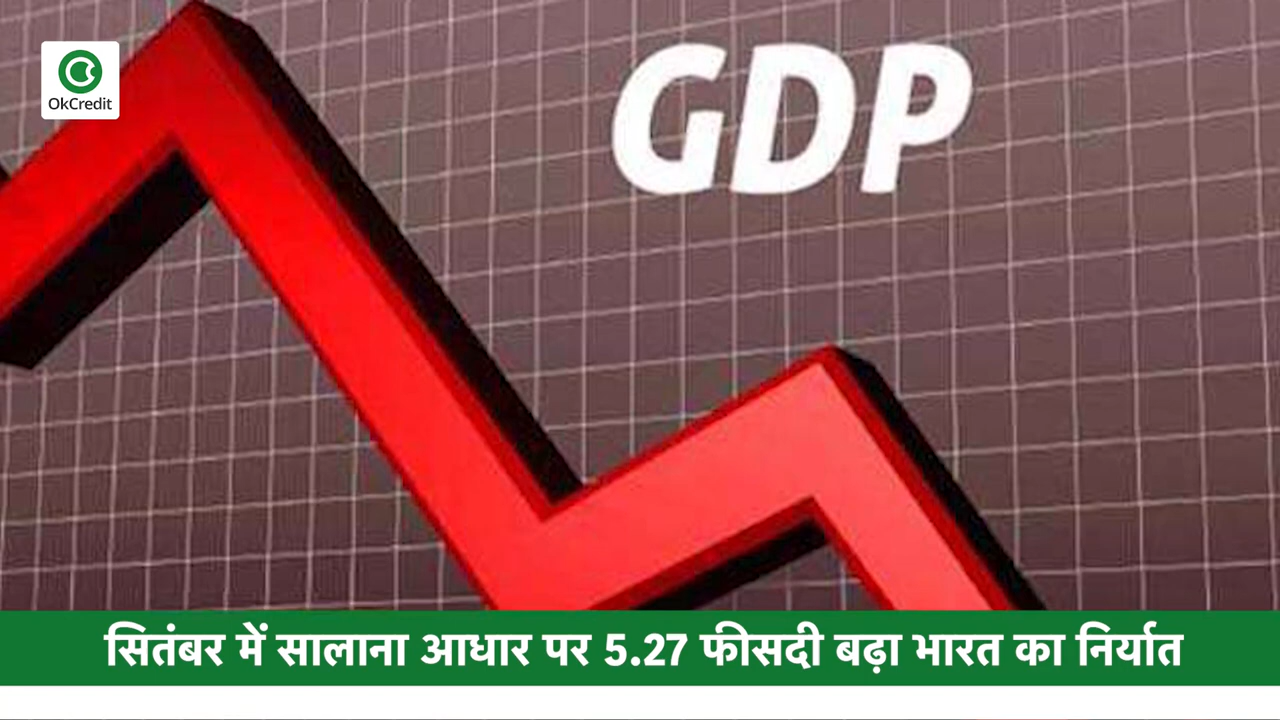 OkCredit
GDP
सितंबर में सालाना आधार पर 5.27 फीसदी बढ़ा भारत का निर्यात